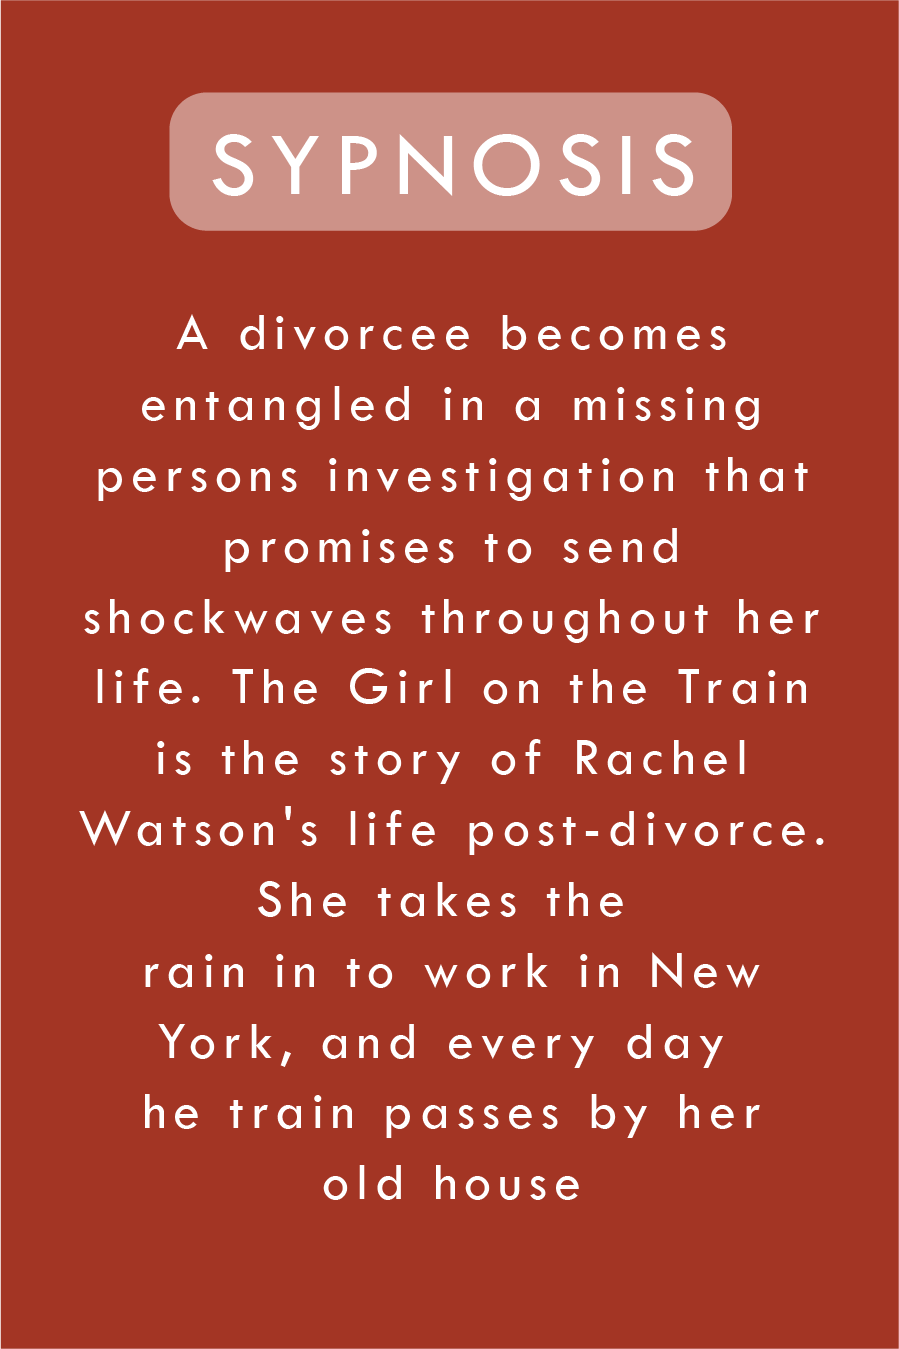 SYPNOSIS
A divorcee becomes
entangled in a missing
persons investigation that
promises to send
shockwaves throughout her
life. The Girl on the Train
is the story of Rachel
Watson's life post-divorce.
She takes the
rain in to work in New
York, and every day
he train passes by her
old house